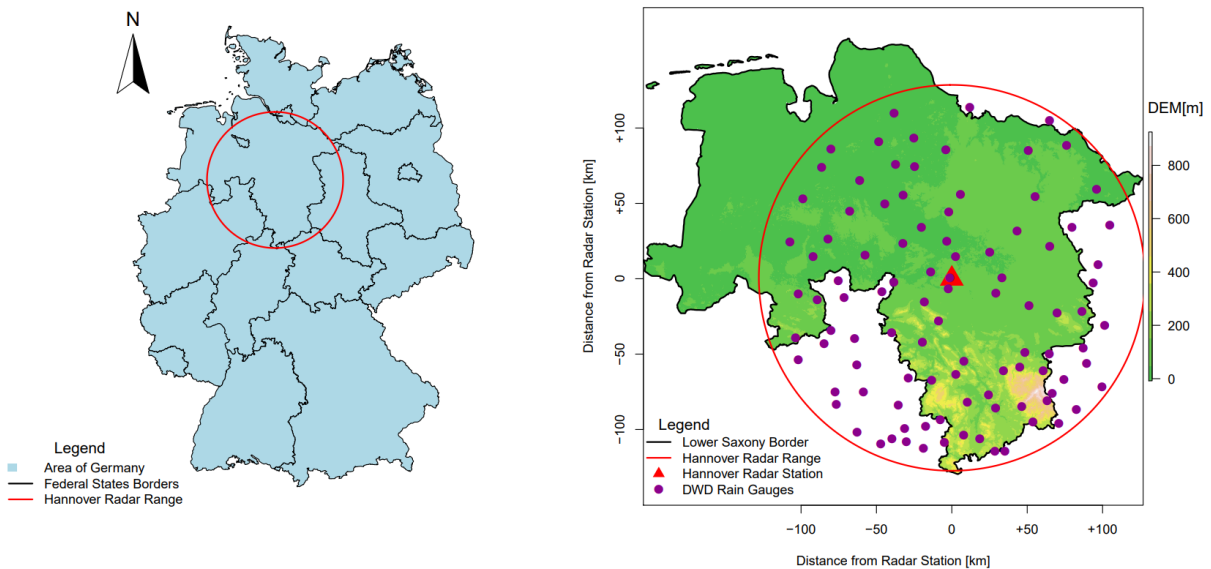 N
Legend
Area of Germany
Federal States Borders
Hannover Radar Range
Distance from Radar Station [km]
+100
+50
0
−50
−100
Legend
Lower Saxony Border
Hannover Radar Range
Hannover Radar Station
DWD Rain Gauges
−100
−50
0
+50
+100
Distance from Radar Station [km]
DEM[m]
800
600
400
200
0